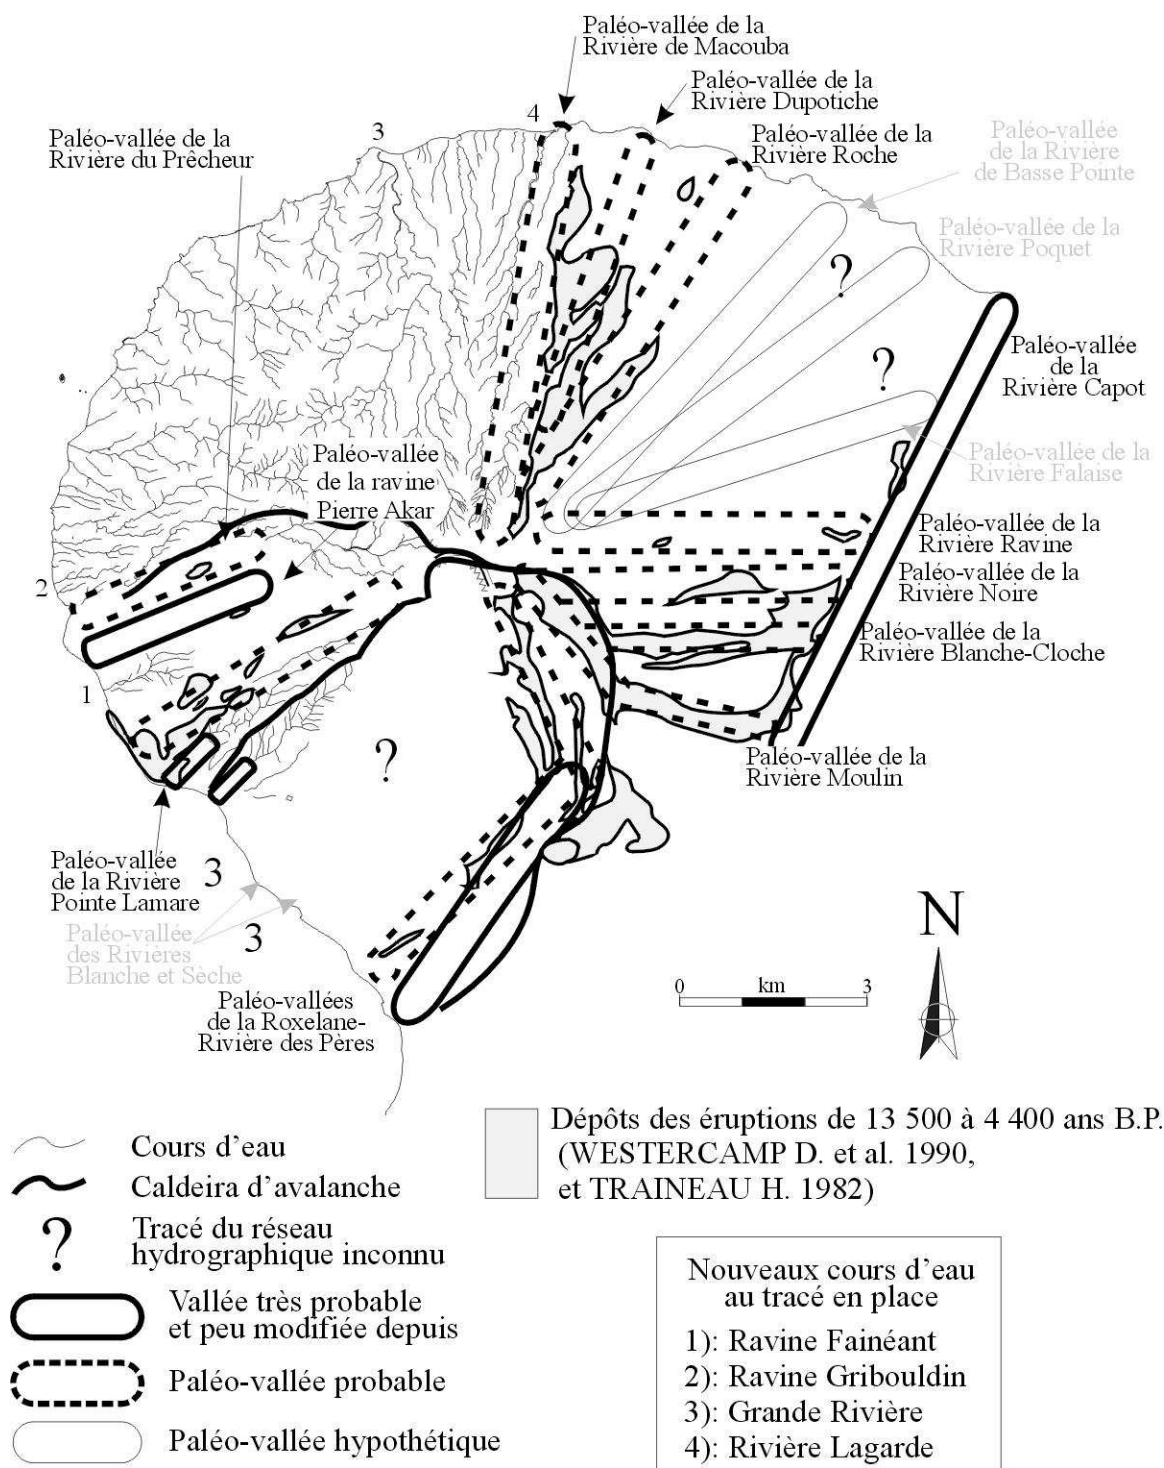 Paléo-vallée de la
Rivière de Macouba
Paléo-vallée de la
Rivière Dupotiche
4
3
Paléo-vallée de la
Rivière du Prêcheur
Paléo-vallée de la
Rivière Roche
Paléo-vallée
de la Rivière
de Basse Pointe
Paléo-vallée de la
Rivière Poquet
?
?
Paléo-vallée
de la
Rivière Capot
Paléo-vallée de la
Rivière Falaise
Paléo-vallée
de la ravine
Pierre Akar
Paléo-vallée de la
Rivière Ravine
2
Paléo-vallée de la
Rivière Noire
Paléo-vallée de la
Rivière Blanche-Cloche
1
?
Paléo-vallée de la
Rivière Moulin
Paléo-vallée
de la Rivière
Pointe Lamare
3
Paléo-vallée
des Rivières
Blanche et Sèche
3
Paléo-vallées
de la Roxelane-
Rivière des Pères
N
0 km 3
Cours d'eau
Caldeira d'avalanche
?
Tracé du réseau
hydrographique inconnu
Vallée très probable
et peu modifiée depuis
Paléo-vallée probable
Paléo-vallée hypothétique
Dépôts des éruptions de 13 500 à 4 400 ans B.P.
(WESTERCAMP D. et al. 1990,
et TRAINEAU H. 1982)
Nouveaux cours d'eau
au tracé en place
1): Ravine Fainéant
2): Ravine Gribouldin
3): Grande Rivière
4): Rivière Lagarde